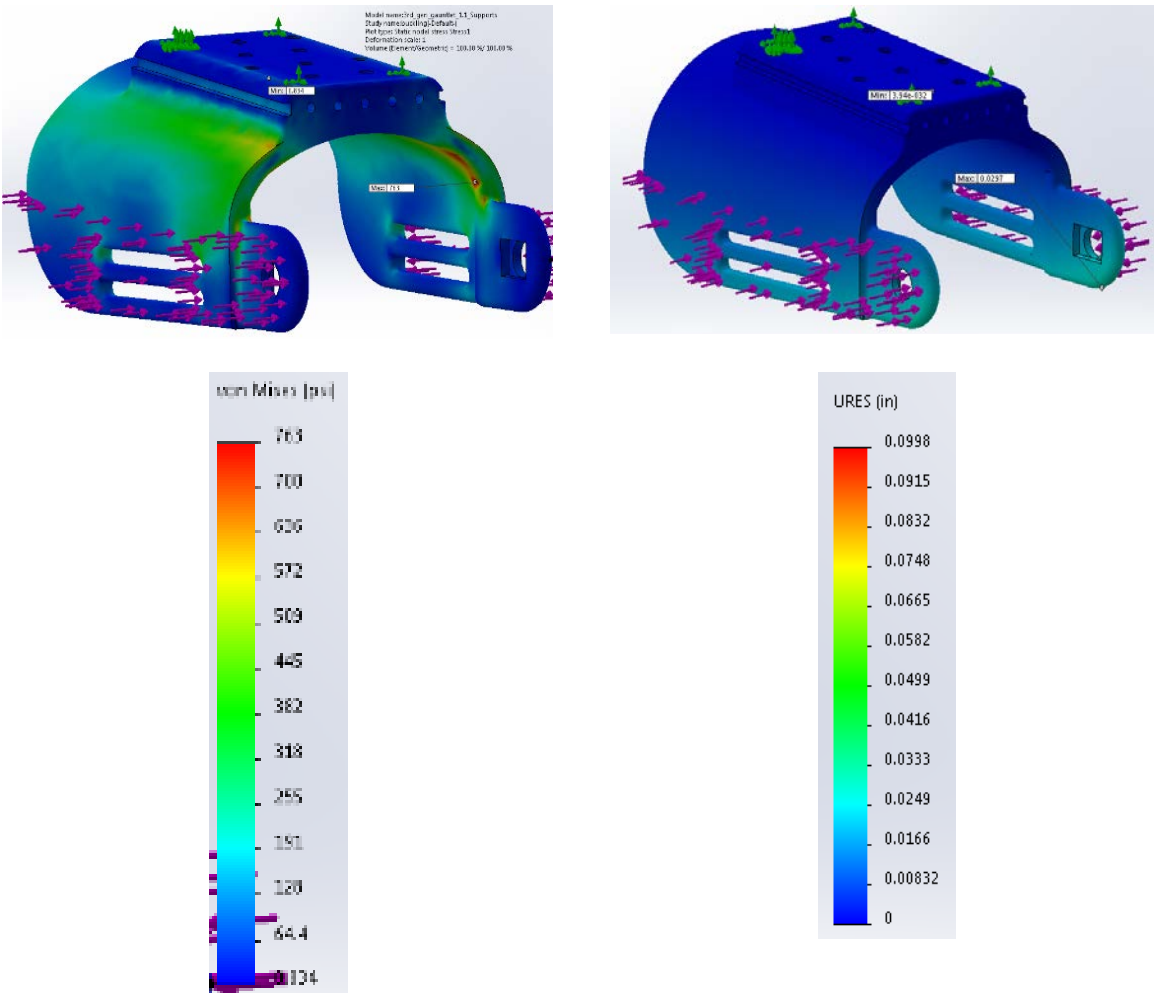 Model name:3rd_gen_gauntlet_1.1_Supports
Study name:buckling(-Default-)
Plot type: Static nodal stress Stress1
Deformation scale: 1
Volume (Element/Geometric) = 100.00 %/ 100.00 %
Min:
Max: 763
Min: 3.94e-032
Max: 0.0297
von Mises (psi)
763
700
636
572
509
445
382
318
255
191
128
64.4
URES (in)
0.0998
0.0915
0.0832
0.0748
0.0665
0.0582
0.0499
0.0416
0.0333
0.0249
0.0166
0.00832
0